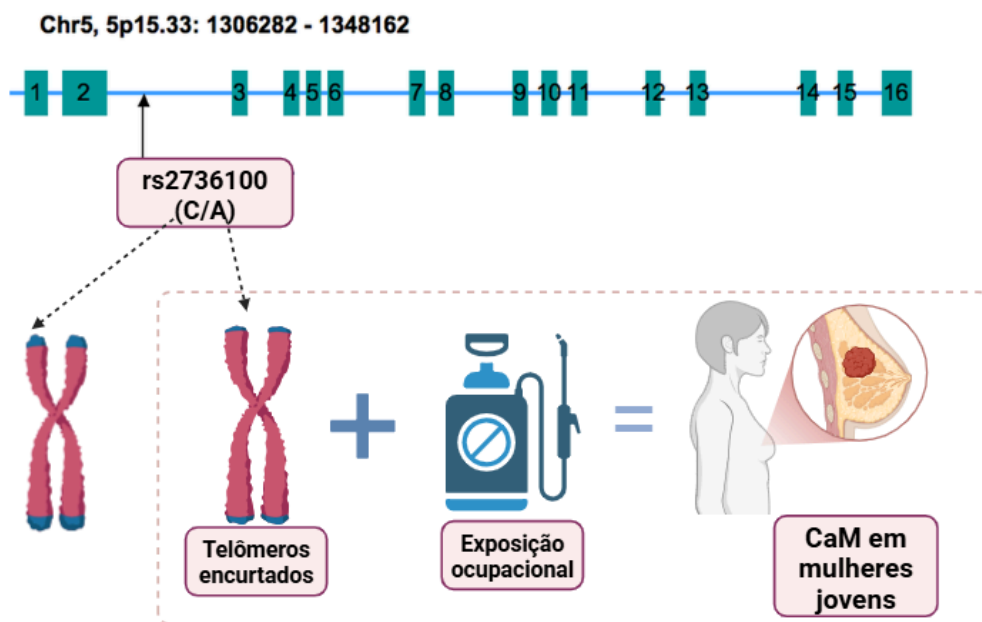 Chr5, 5p15.33: 1306282 - 1348162
1 2 3 4 5 6 7 8 9 10 11 12 13 14 15 16
rs2736100
(C/A)
Telômeros
encurtados
Exposição
ocupacional
CaM em
mulheres
jovens